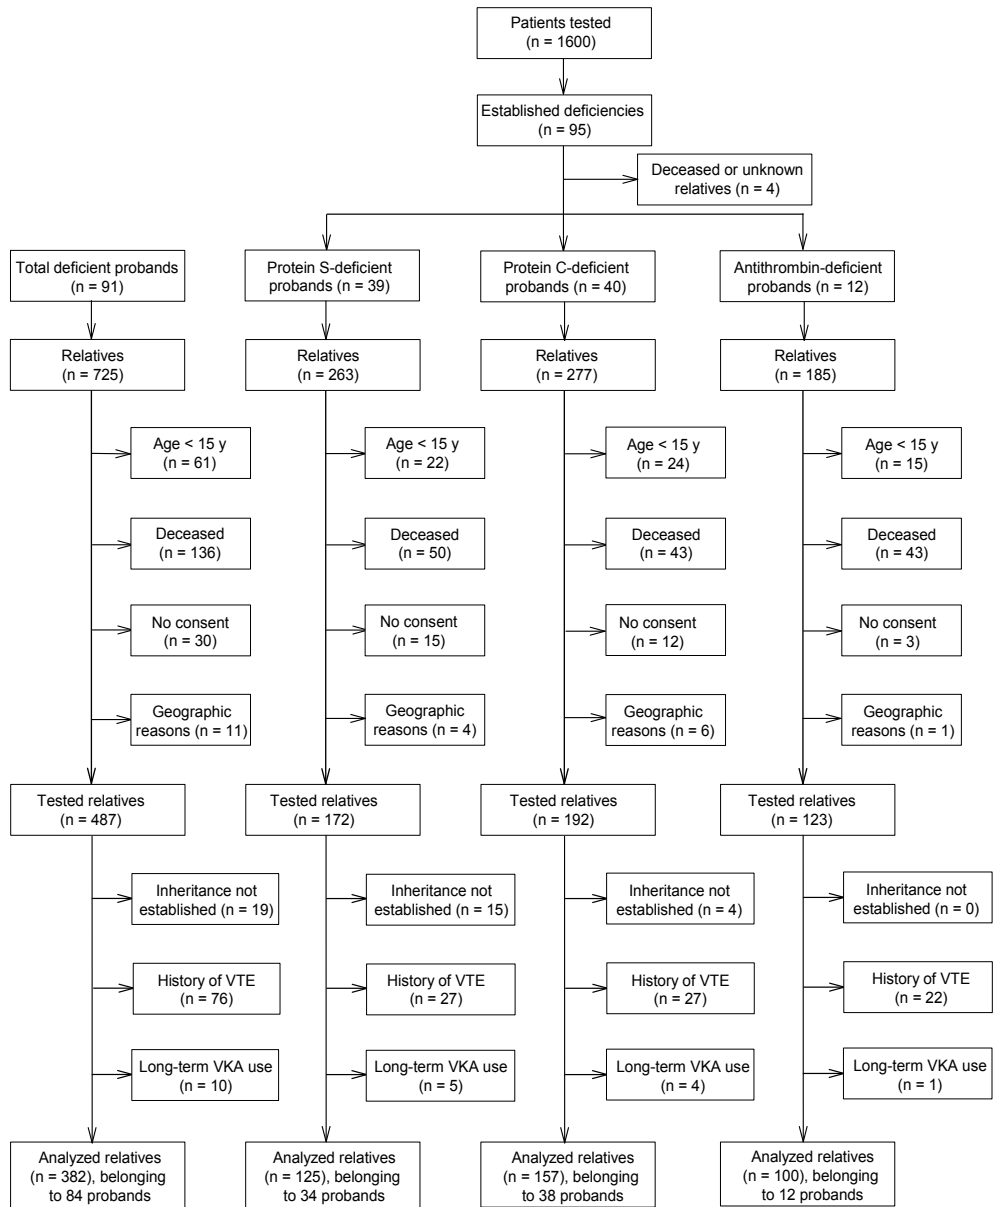 Patients tested
(n = 1600)
Established deficiencies
(n = 95)
Deceased or unknown
relatives (n = 4)
Total deficient probands
(n = 91)
Protein S-deficient
probands (n = 39)
Protein C-deficient
probands (n = 40)
Antithrombin-deficient
probands (n = 12)
Relatives
(n = 725)
Relatives
(n = 263)
Relatives
(n = 277)
Relatives
(n = 185)
Age < 15 y
(n = 61)
Age < 15 y
(n = 22)
Age < 15 y
(n = 24)
Age < 15 y
(n = 15)
Deceased
(n = 136)
Deceased
(n = 50)
Deceased
(n = 43)
Deceased
(n = 43)
No consent
(n = 30)
No consent
(n = 15)
No consent
(n = 12)
No consent
(n = 3)
Geographic
reasons (n = 11)
Geographic
reasons (n = 4)
Geographic
reasons (n = 6)
Geographic
reasons (n = 1)
Tested relatives
(n = 487)
Tested relatives
(n = 172)
Tested relatives
(n = 192)
Tested relatives
(n = 123)
Inheritance not
established (n = 19)
Inheritance not
established (n = 15)
Inheritance not
established (n = 4)
Inheritance not
established (n = 0)
History of VTE
(n = 76)
History of VTE
(n = 27)
History of VTE
(n = 27)
History of VTE
(n = 22)
Long-term VKA use
(n = 10)
Long-term VKA use
(n = 5)
Long-term VKA use
(n = 4)
Long-term VKA use
(n = 1)
Analyzed relatives
(n = 382), belonging
to 84 probands
Analyzed relatives
(n = 125), belonging
to 34 probands
Analyzed relatives
(n = 157), belonging
to 38 probands
Analyzed relatives
(n = 100), belonging
to 12 probands